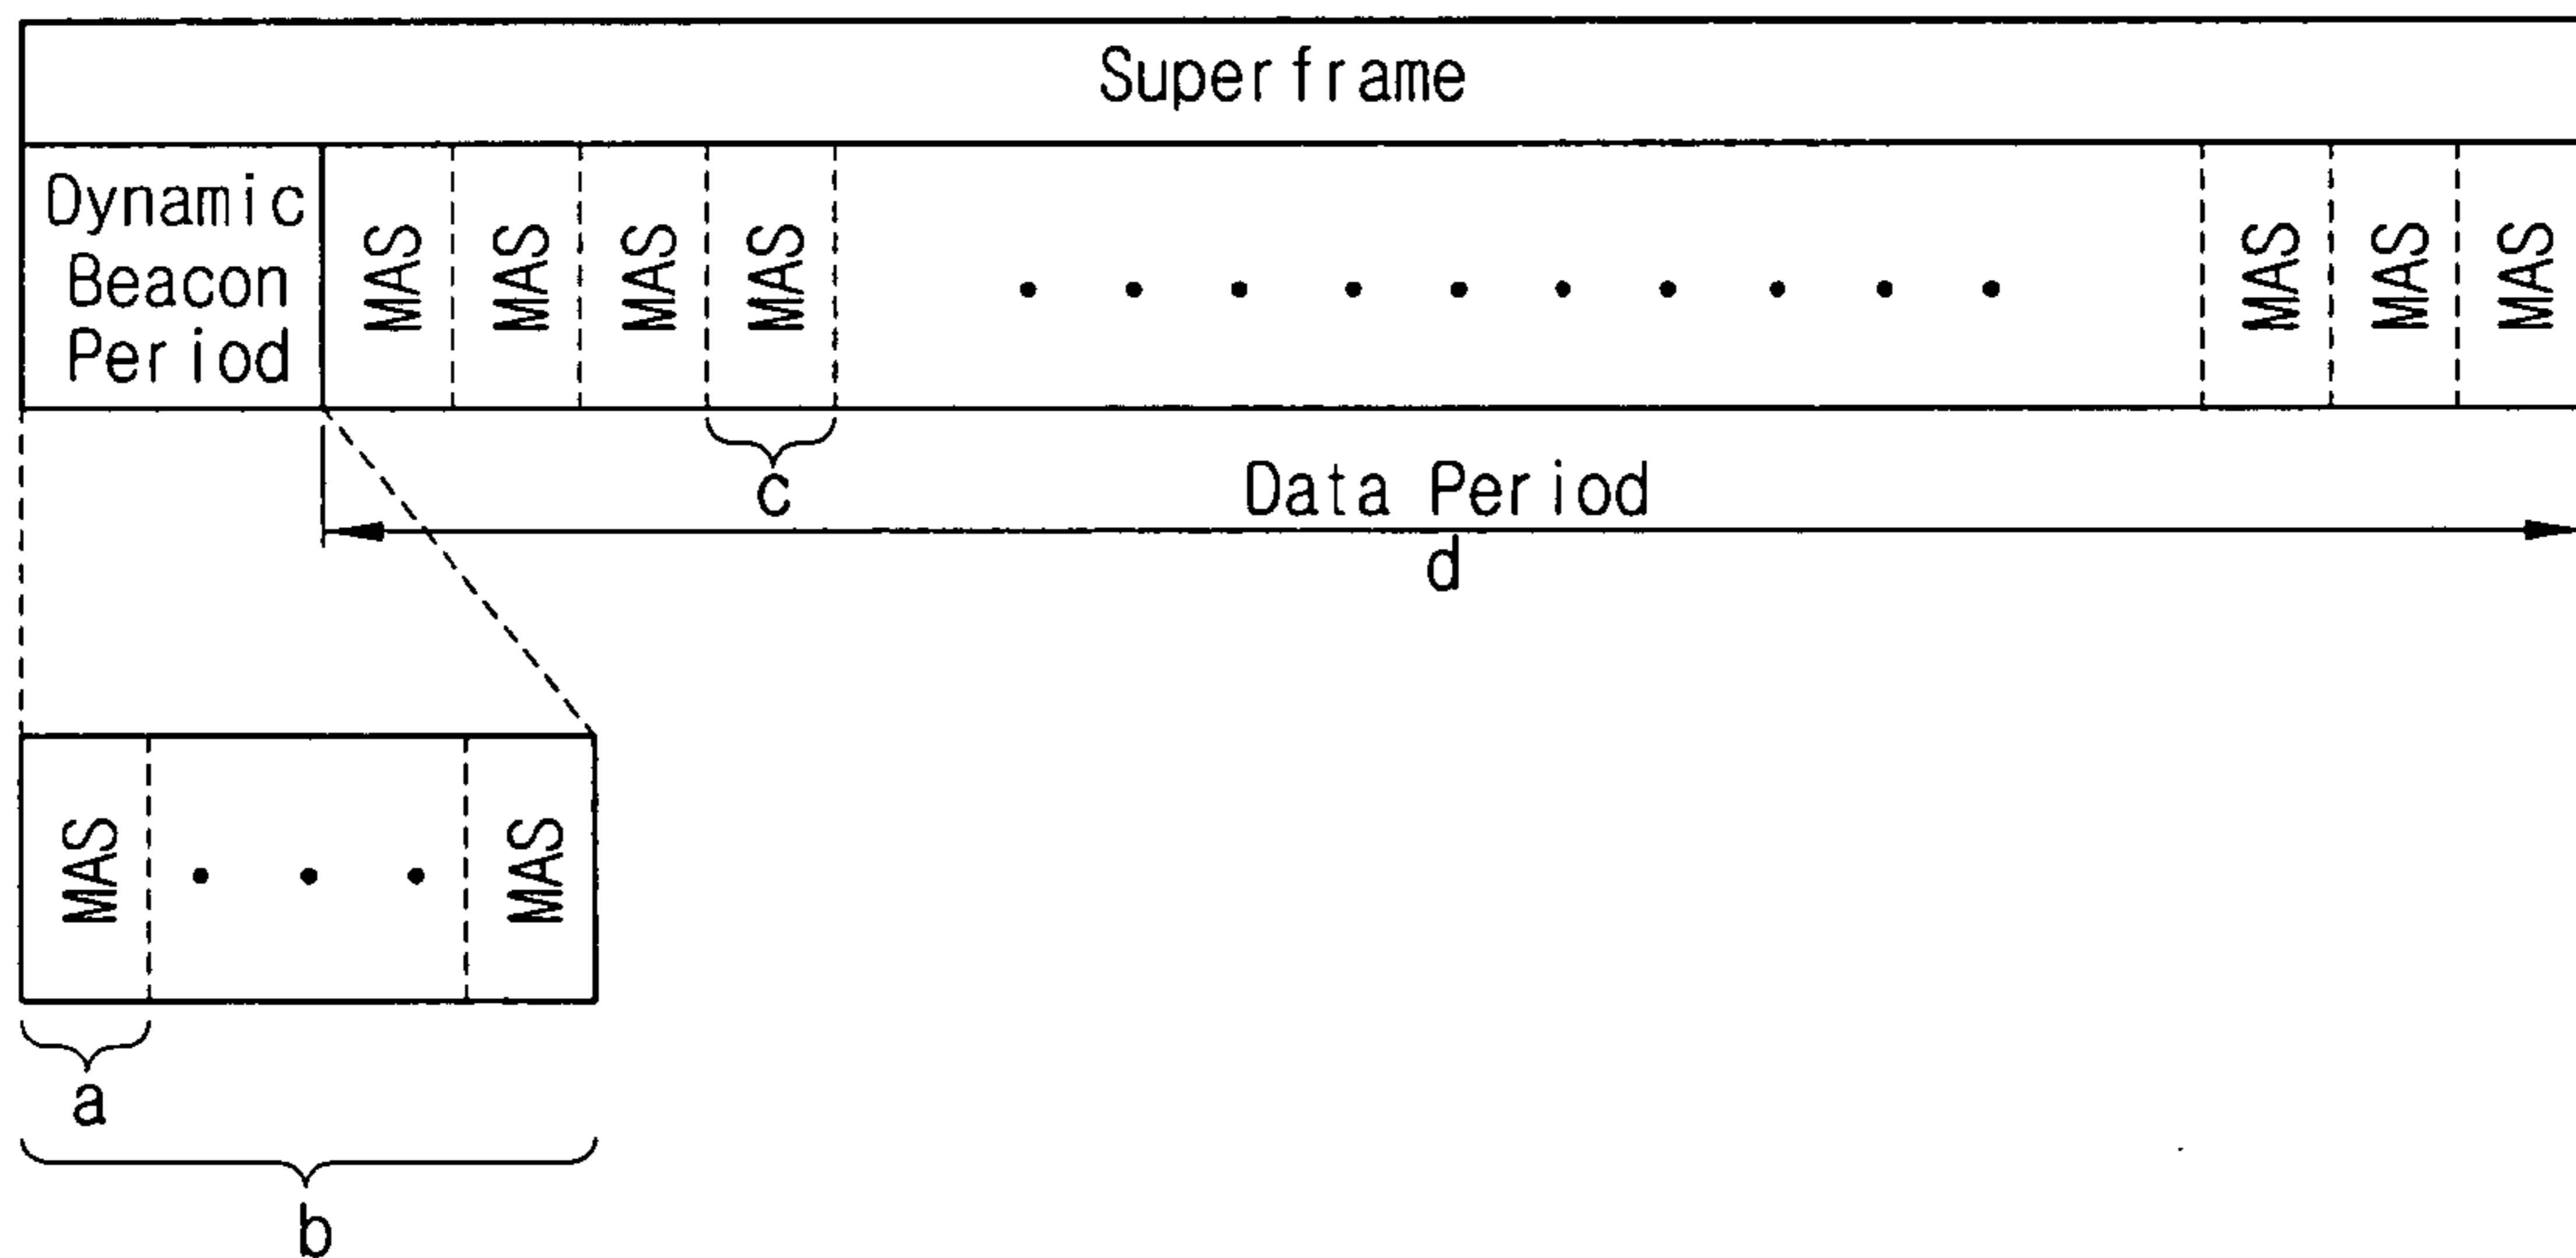 Superframe
Dynamic
Beacon
Period
MAS
MAS
MAS
MAS
MAS
MAS
MAS
c
Data Period
d
MAS
MAS
a
b